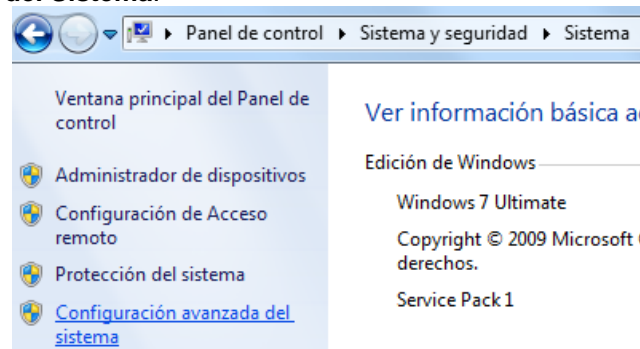 del Sistema.
Panel de control ▸ Sistema y seguridad ▸ Sistema
Ventana principal del Panel de
control
Administrador de dispositivos
Configuración de Acceso
remoto
Protección del sistema
Configuración avanzada del
sistema
Ver información básica
Edición de Windows
Windows 7 Ultimate
Copyright © 2009 Microsoft
derechos.
Service Pack 1